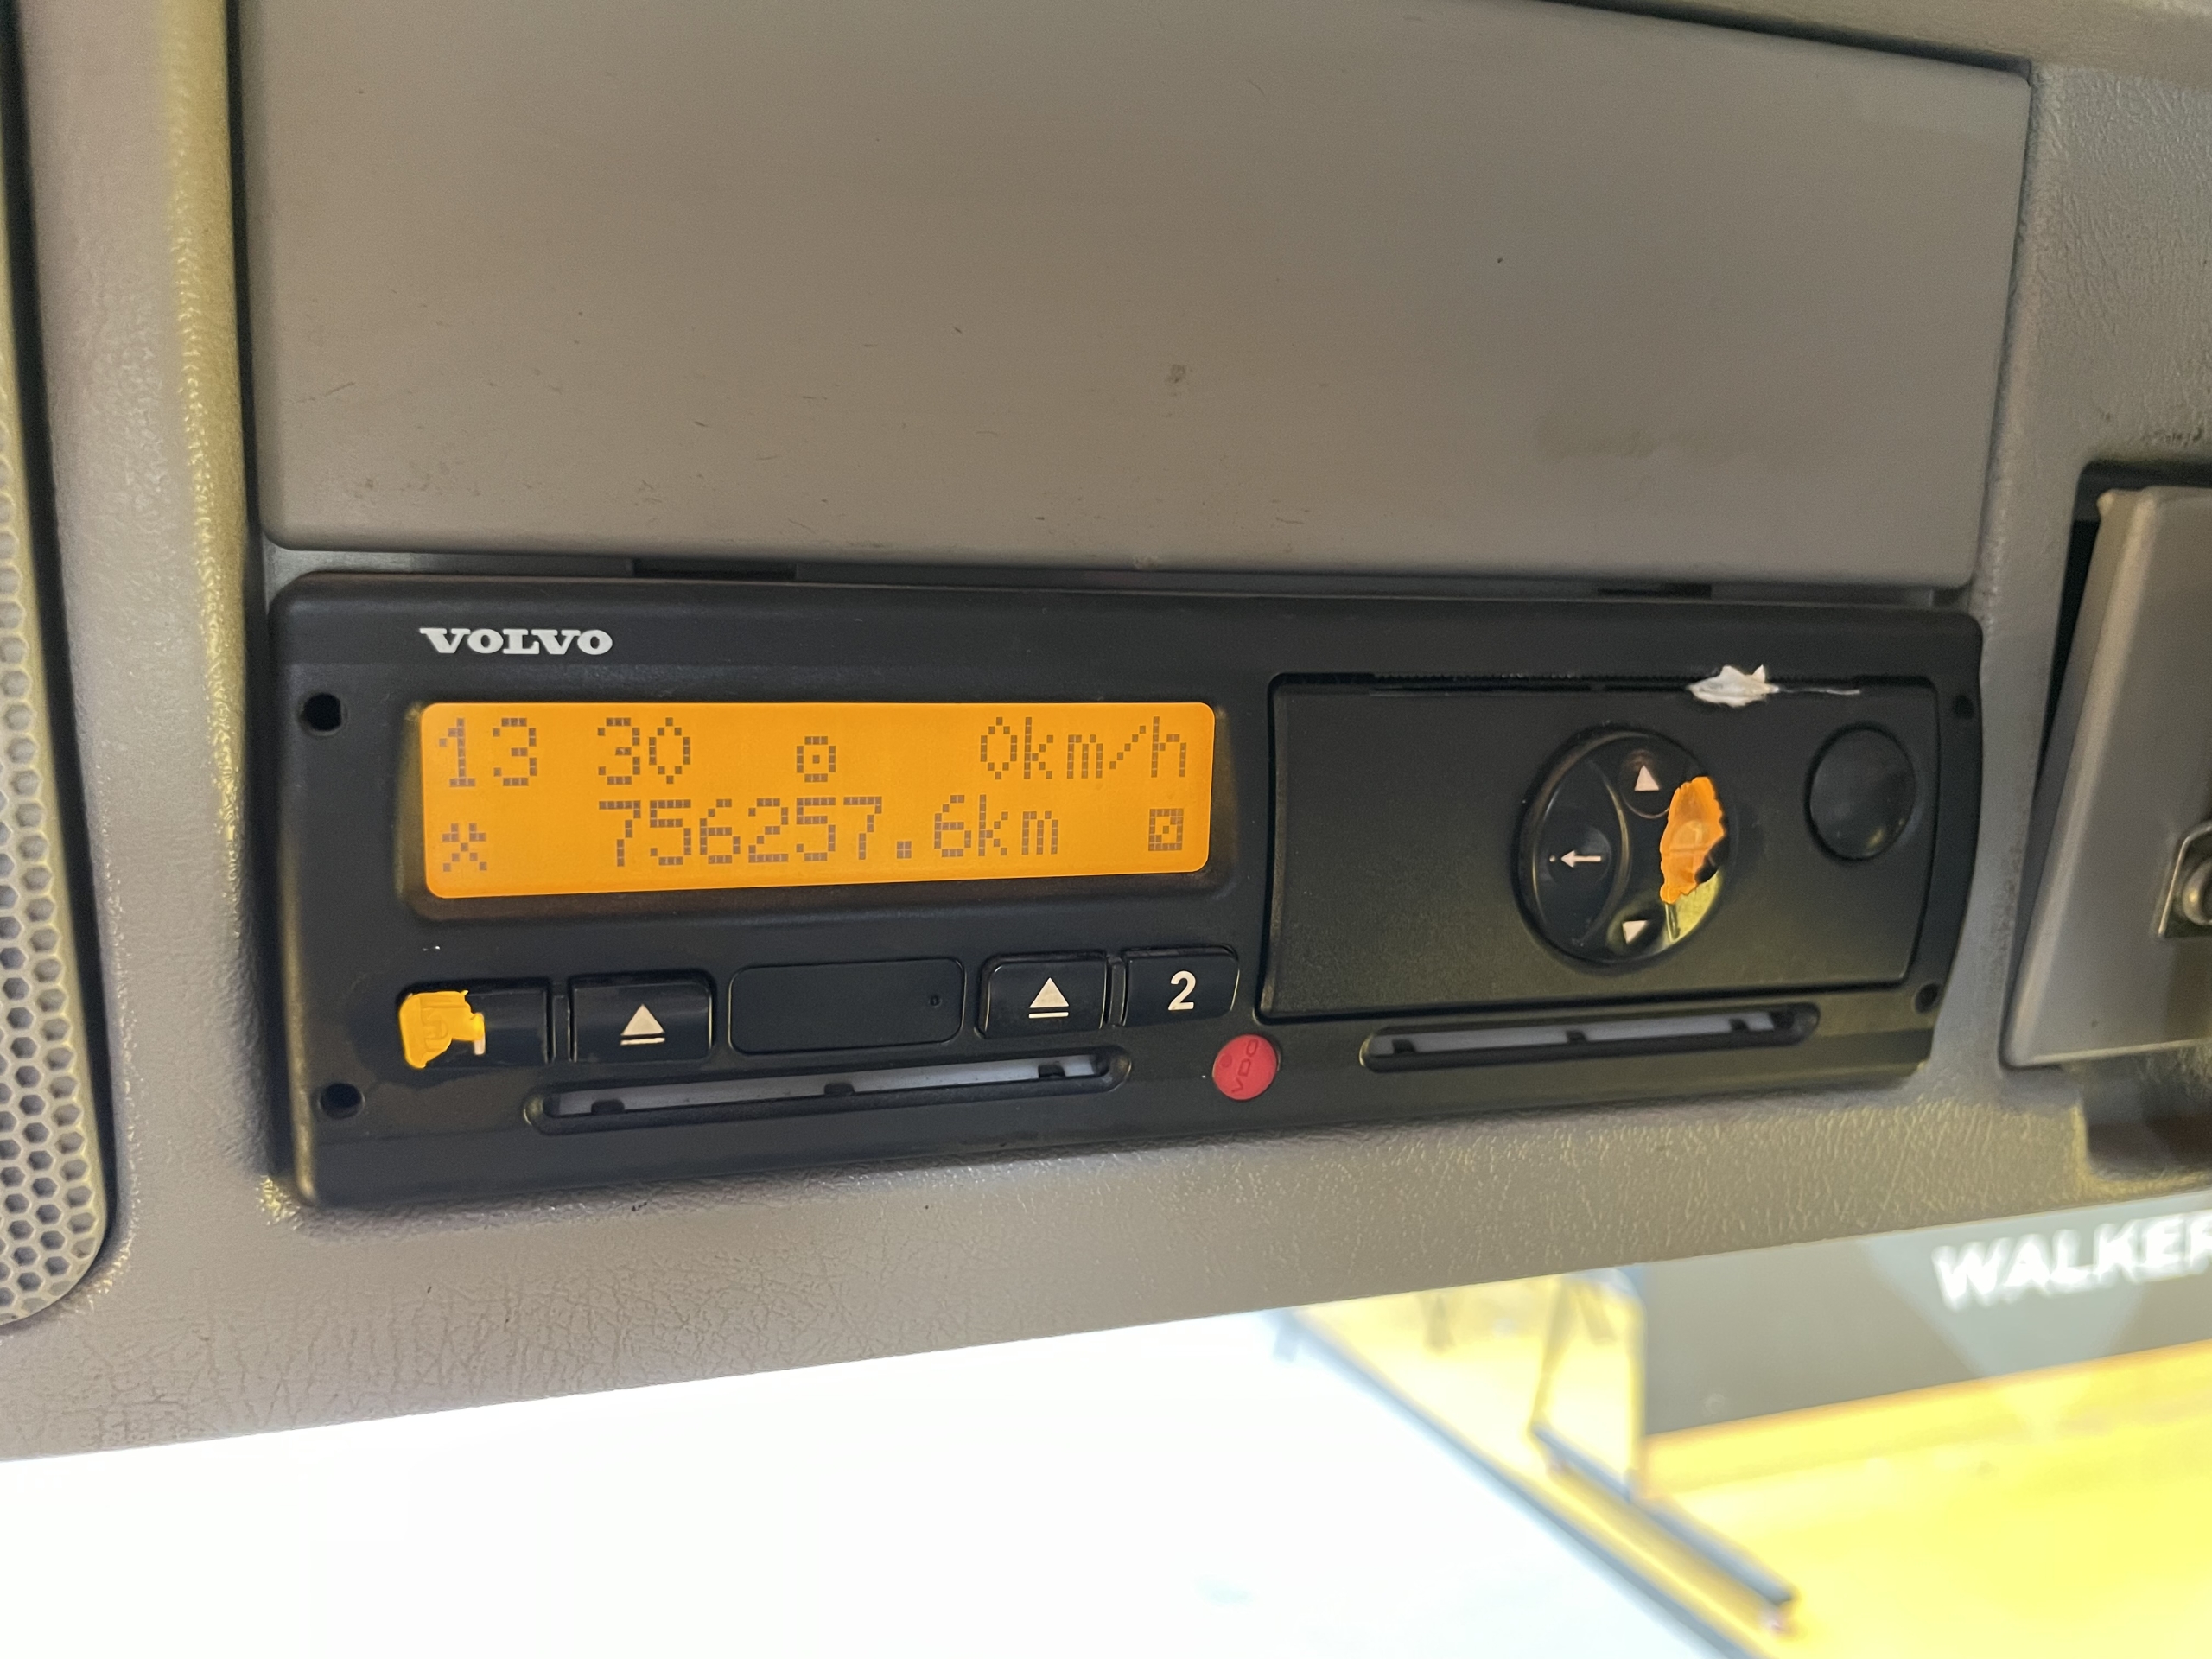 VOLVO
13 30 0km/h
756257.6km
2
VDO
WALKER